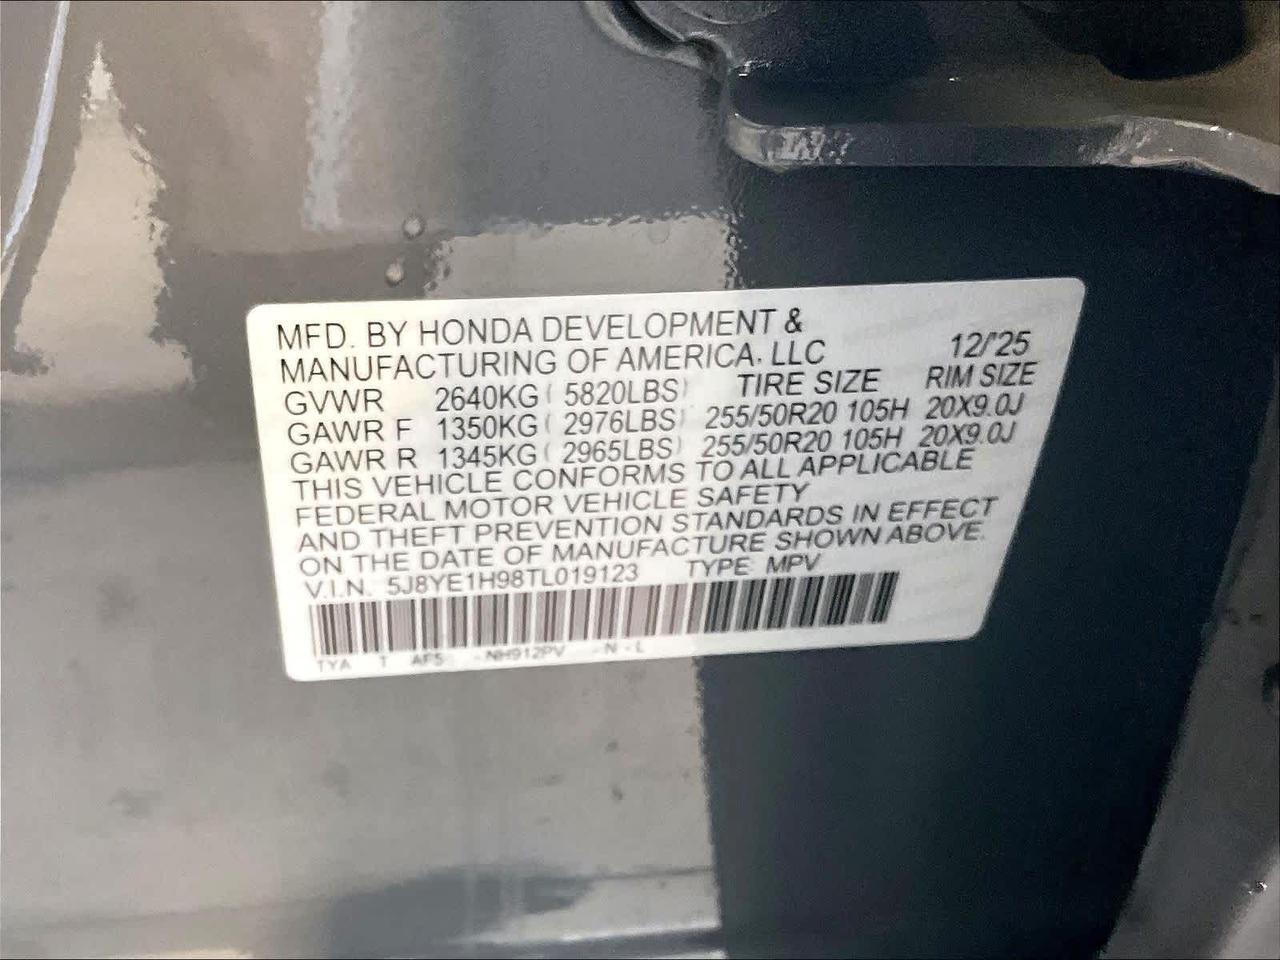 MFD. BY HONDA DEVELOPMENT &
MANUFACTURING OF AMERICA, LLC 12/'25
GVWR 2640KG ( 5820LBS) TIRE SIZE RIM SIZE
GAWR F 1350KG ( 2976LBS) 255/50R20 105H 20X9.0J
GAWR R 1345KG ( 2965LBS) 255/50R20 105H 20X9.0J
THIS VEHICLE CONFORMS TO ALL APPLICABLE
FEDERAL MOTOR VEHICLE SAFETY
AND THEFT PREVENTION STANDARDS IN EFFECT
ON THE DATE OF MANUFACTURE SHOWN ABOVE.
V.I.N. 5J8YE1H98TL019123 TYPE: MPV
TYA T AF5 -NH912PV -N-L